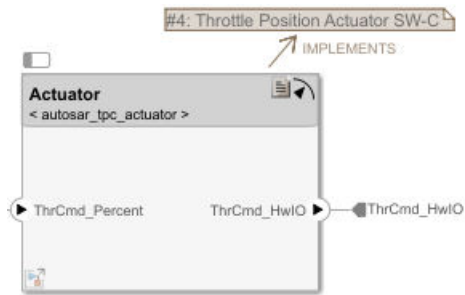 #4: Throttle Position Actuator SW-C
IMPLEMENTS
Actuator
< autosar_tpc_actuator >
ThrCmd_Percent
ThrCmd_HwIO
ThrCmd_HwIO